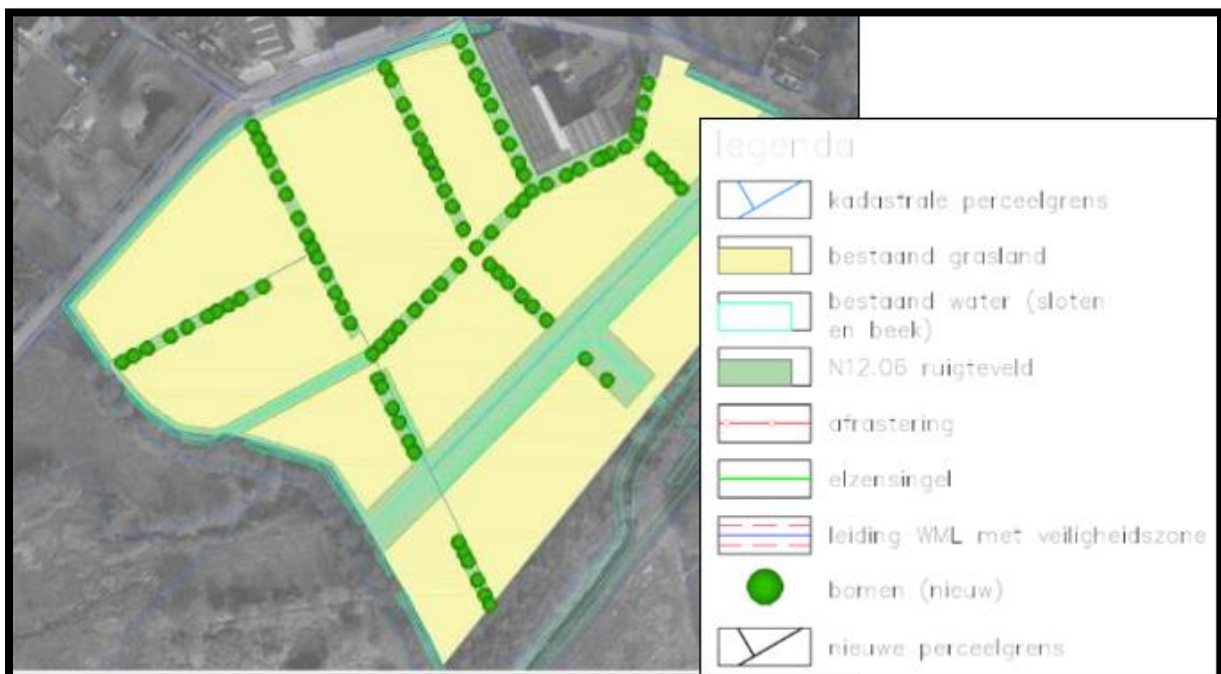 legenda
kadastrale perceelgrens
bestaand grasland
bestaand water (sloten
en beek)
N12.06 ruigteveld
afrastering
elzensingel
leiding WML met veiligheidszone
bomen (nieuw)
nieuwe perceelgrens